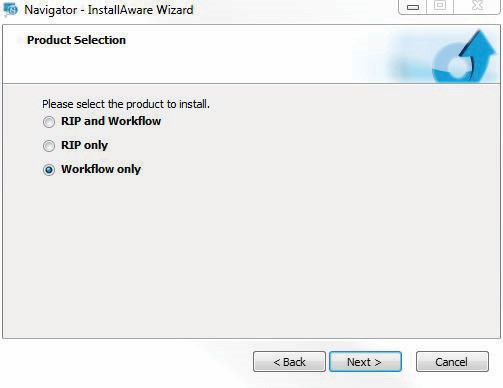 Navigator - InstallAware Wizard
Product Selection
Please select the product to install.
RIP and Workflow
RIP only
Workflow only
< Back
Next >
Cancel